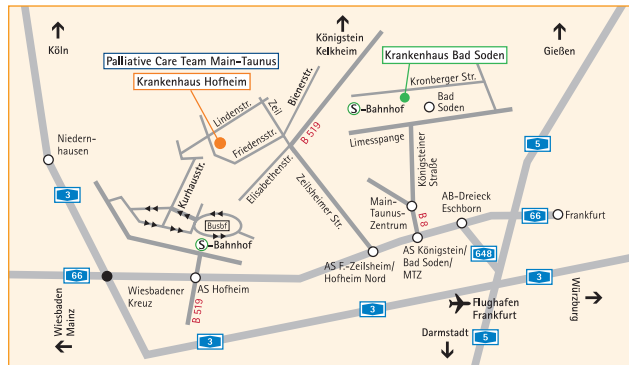 Köln
Königstein
Kelkheim
Gießen
Palliative Care Team Main-Taunus
Krankenhaus Hofheim
Krankenhaus Bad Soden
Kronberger Str.
S-Bahnhof
Bad
Soden
Limesspange
Bienerstr.
Zeil
Lindenstr.
Friedensstr.
B 519
Elisabethenstr.
Zeilsheimer Str.
Königsteiner
Straße
Niedern-
hausen
5
3
Kurhausstr.
Busbf
S-Bahnhof
Main-
Taunus-
Zentrum
B 8
AB-Dreieck
Eschborn
66
Frankfurt
648
AS Königstein/
Bad Soden/
MTZ
AS F.-Zeilsheim/
Hofheim Nord
66
Wiesbadener
Kreuz
AS Hofheim
B 519
3
Wiesbaden
Mainz
Würzburg
Flughafen
Frankfurt
3
3
Darmstadt
5